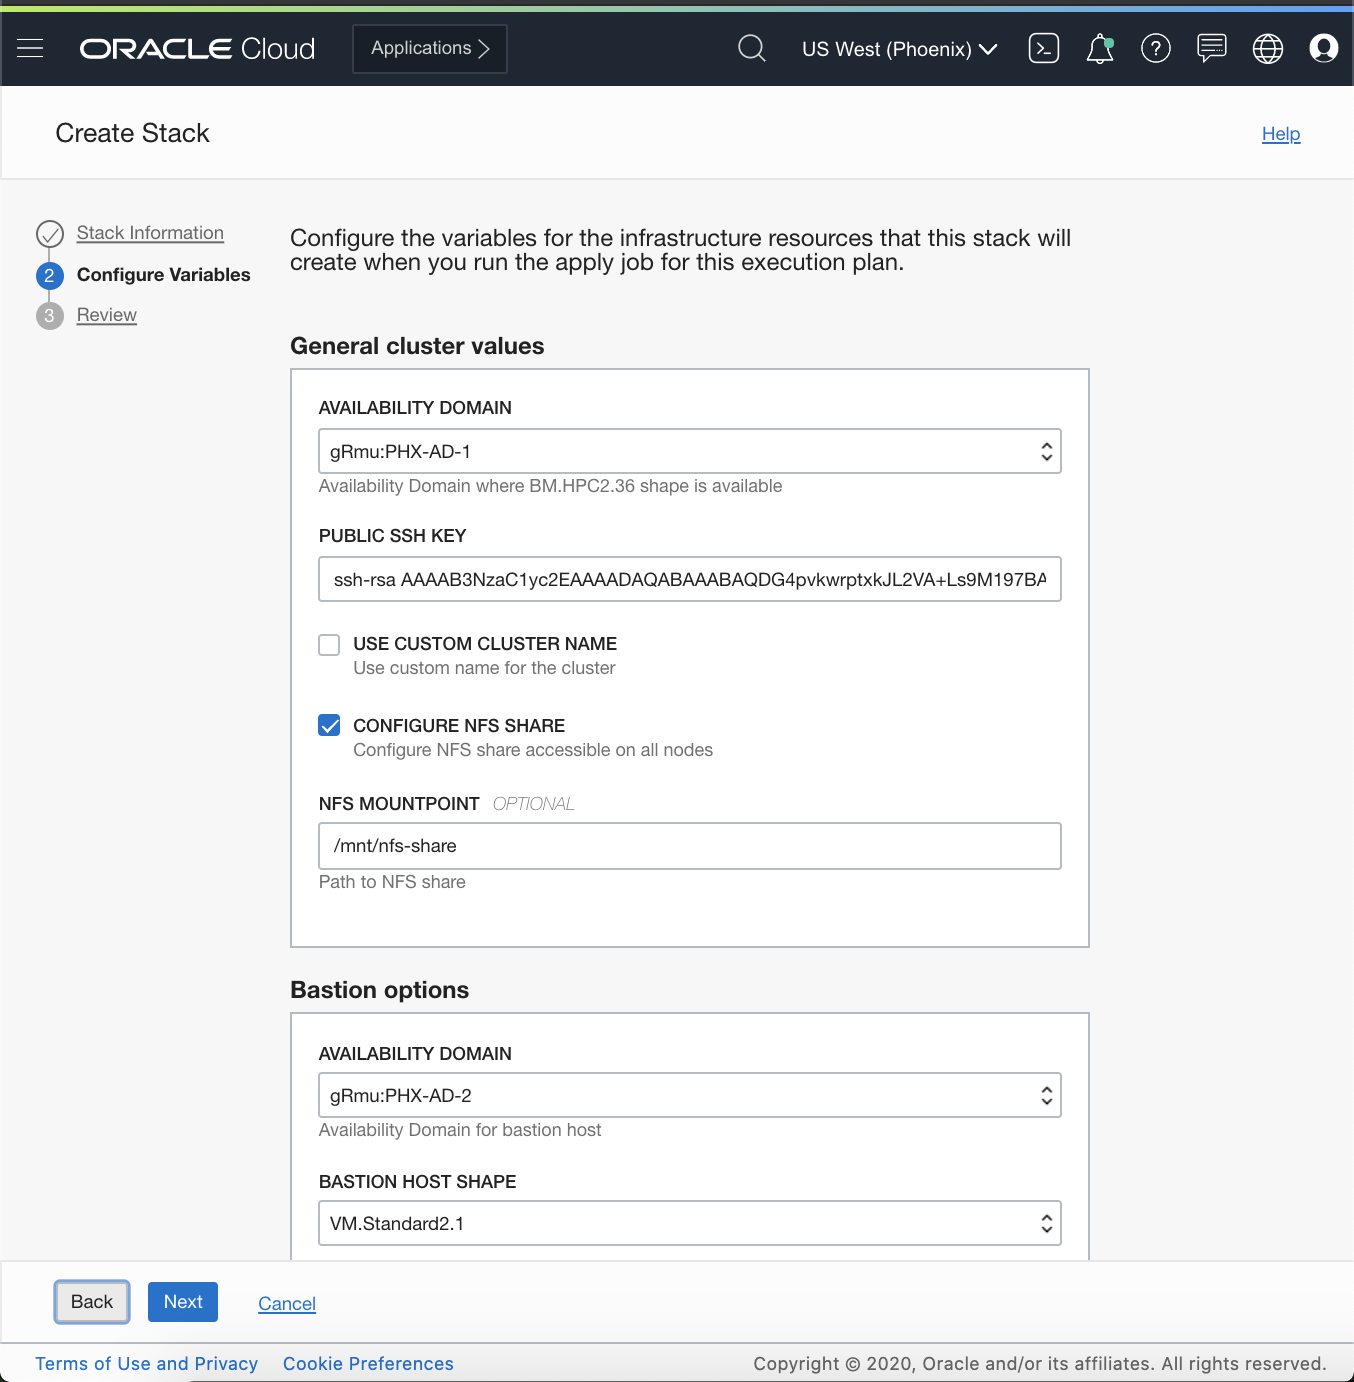 ORACLE Cloud
Applications
US West (Phoenix)
Create Stack
Help
Stack Information
2 Configure Variables
3 Review
Configure the variables for the infrastructure resources that this stack will
create when you run the apply job for this execution plan.
General cluster values
AVAILABILITY DOMAIN
gRmu:PHX-AD-1
Availability Domain where BM.HPC2.36 shape is available
PUBLIC SSH KEY
ssh-rsa AAAAB3NzaC1yc2EAAAADAQABAAABAQDG4pvkwrptxkJL2VA+Ls9M197BA
USE CUSTOM CLUSTER NAME
Use custom name for the cluster
CONFIGURE NFS SHARE
Configure NFS share accessible on all nodes
NFS MOUNTPOINT OPTIONAL
/mnt/nfs-share
Path to NFS share
Bastion options
AVAILABILITY DOMAIN
gRmu:PHX-AD-2
Availability Domain for bastion host
BASTION HOST SHAPE
VM.Standard2.1
Back Next Cancel
Terms of Use and Privacy Cookie Preferences Copyright © 2020, Oracle and/or its affiliates. All rights reserved.